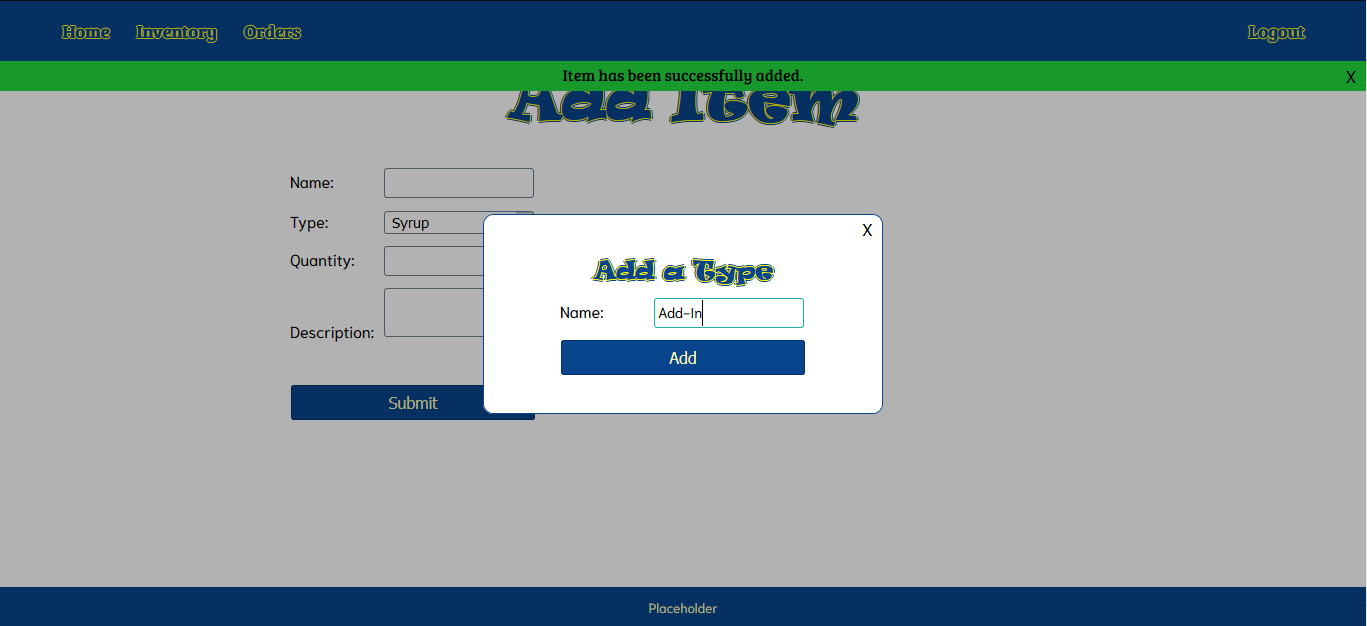 Home Inventory Orders Logout
Item has been successfully added. X
Add Item
Name:
Type: Syrup
Quantity:
Description:
Submit
X
Add a Type
Name: Add-In
Add
Placeholder